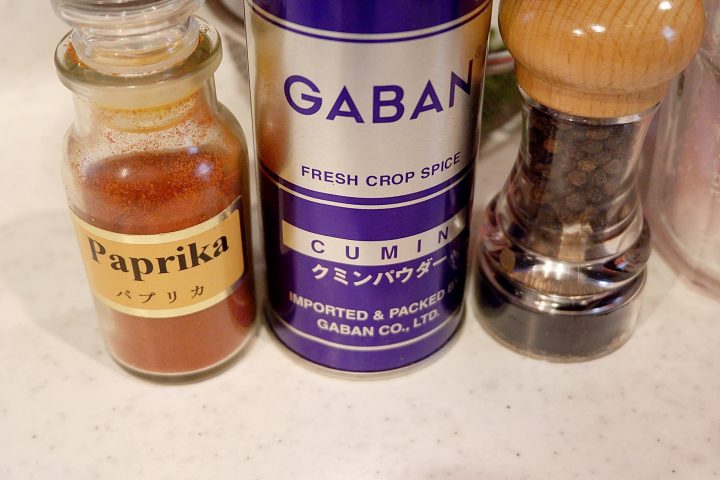 Paprika
パプリカ
GABAN
FRESH CROP SPICE
CUMIN
クミンパウダー
IMPORTED & PACKED BY
GABAN CO., LTD.